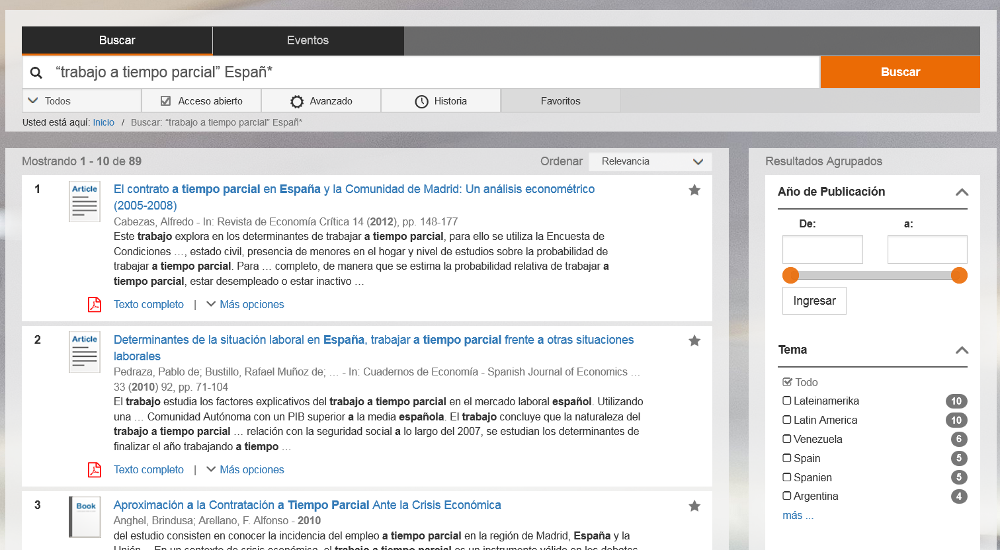 Buscar
Eventos
“trabajo a tiempo parcial” Españ*
Buscar
Todos
Acceso abierto
Avanzado
Historia
Favoritos
Usted está aquí: Inicio / Buscar: “trabajo a tiempo parcial” Españ*
Mostrando 1 - 10 de 89
Ordenar
Relevancia
1
Article
El contrato a tiempo parcial en España y la Comunidad de Madrid: Un análisis econométrico
(2005-2008)
Cabezas, Alfredo - In: Revista de Economía Crítica 14 (2012), pp. 148-177
Este trabajo explora en los determinantes de trabajar a tiempo parcial, para ello se utiliza la Encuesta de
Condiciones …, estado civil, presencia de menores en el hogar y nivel de estudios sobre la probabilidad de
trabajar a tiempo parcial. Para … completo, de manera que se estima la probabilidad relativa de trabajar a
tiempo parcial, estar desempleado o estar inactivo …
Texto completo | Más opciones
2
Article
Determinantes de la situación laboral en España, trabajar a tiempo parcial frente a otras situaciones
laborales
Pedraza, Pablo de; Bustillo, Rafael Muñoz de; … - In: Cuadernos de Economía - Spanish Journal of Economics …
33 (2010) 92, pp. 71-104
El trabajo estudia los factores explicativos del trabajo a tiempo parcial en el mercado laboral español. Utilizando
una … Comunidad Autónoma con un PIB superior a la media española. El trabajo concluye que la naturaleza del
trabajo a tiempo parcial … relación con la seguridad social a lo largo del 2007, se estudian los determinantes de
finalizar el año trabajando a tiempo …
Texto completo | Más opciones
3
Book
Aproximación a la Contratación a Tiempo Parcial Ante la Crisis Económica
Anghel, Brindusa; Arellano, F. Alfonso - 2010
del estudio consisten en conocer la incidencia del empleo a tiempo parcial en la región de Madrid, España y la
Unión … En un contexto de crisis económica, el trabajo a tiempo parcial es un instrumento válido en los debates
Resultados Agrupados
Año de Publicación
De:
a:
Ingresar
Tema
Todo
Lateinamerika 10
Latin America 10
Venezuela 6
Spain 5
Spanien 5
Argentina 4
más ...